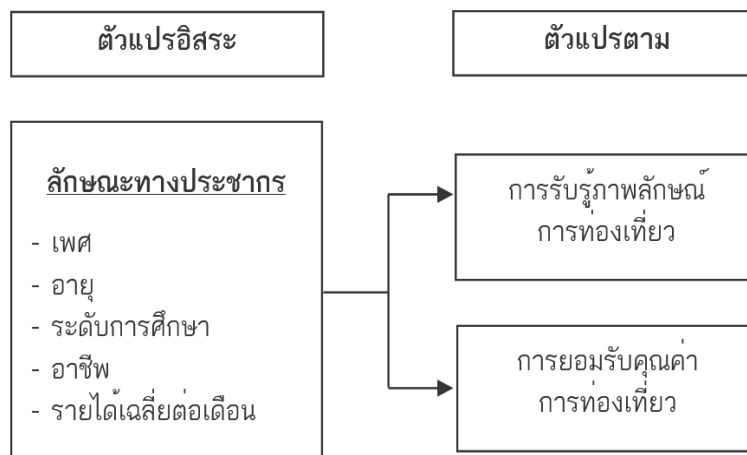 ตัวแปรอิสระ
ตัวแปรตาม
ลักษณะทางประชากร
- เพศ
- อายุ
- ระดับการศึกษา
- อาชีพ
- รายได้เฉลี่ยต่อเดือน
การรับรู้ภาพลักษณ์
การท่องเที่ยว
การยอมรับคุณค่า
การท่องเที่ยว